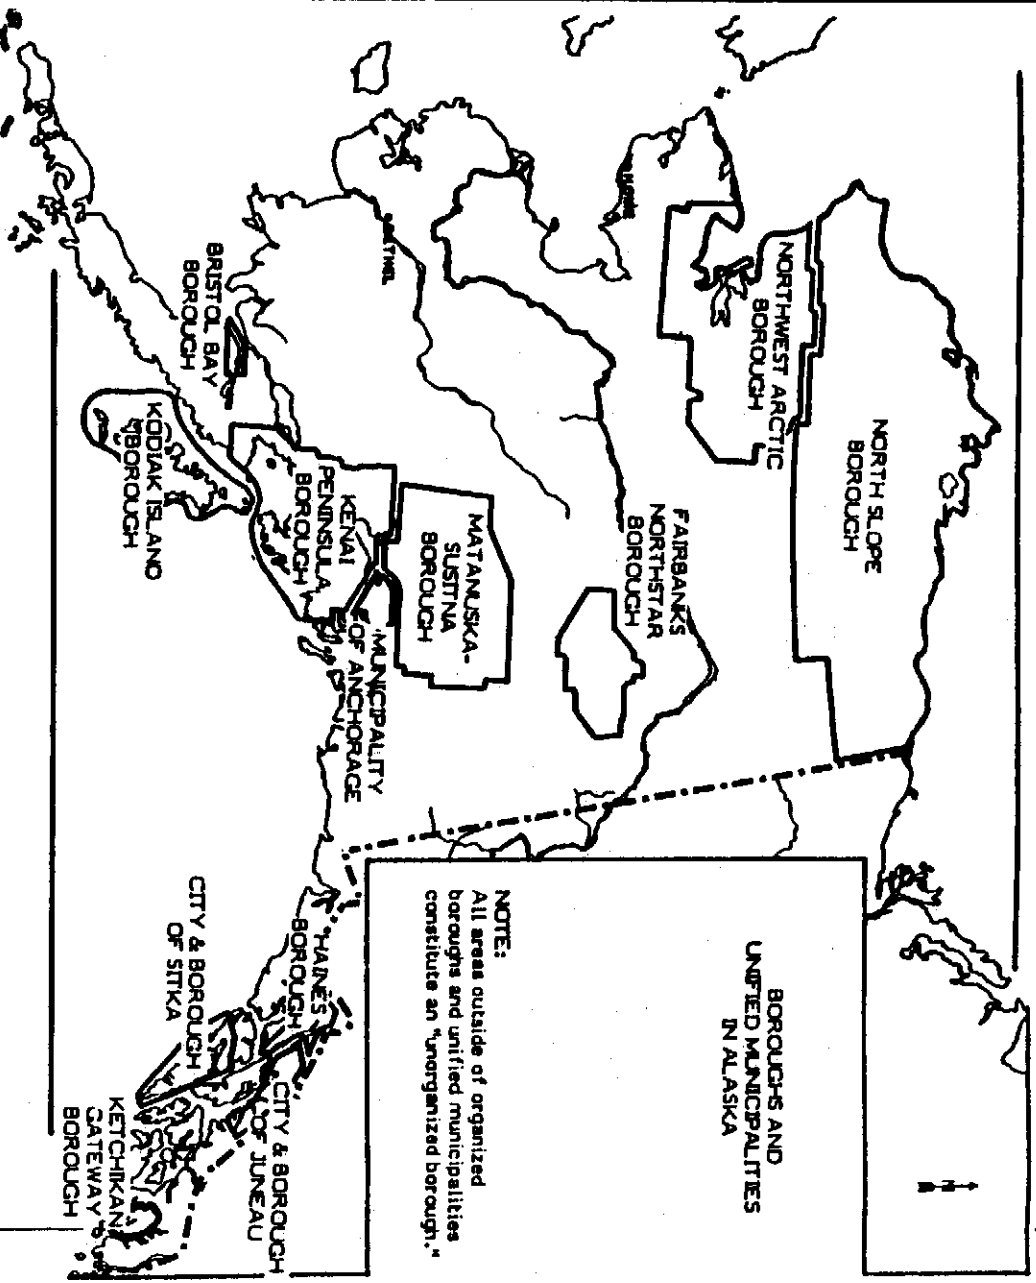 BOROUGHS AND
UNIFIED MUNICIPALITIES
IN ALASKA
N
NOTE:
All areas outside of organized
boroughs and unified municipalities
constitute an "unorganized borough."
NORTH SLOPE
BOROUGH
NORTHWEST ARCTIC
BOROUGH
FAIRBANKS
NORTHSTAR
BOROUGH
MATANUSKA-
SUSITNA
BOROUGH
MUNICIPALITY
OF ANCHORAGE
KENAI
PENINSULA
BOROUGH
BRISTOL BAY
BOROUGH
KODIAK ISLAND
BOROUGH
HAINES
BOROUGH
CITY & BOROUGH
OF JUNEAU
CITY & BOROUGH
OF SITKA
KETCHIKAN
GATEWAY
BOROUGH